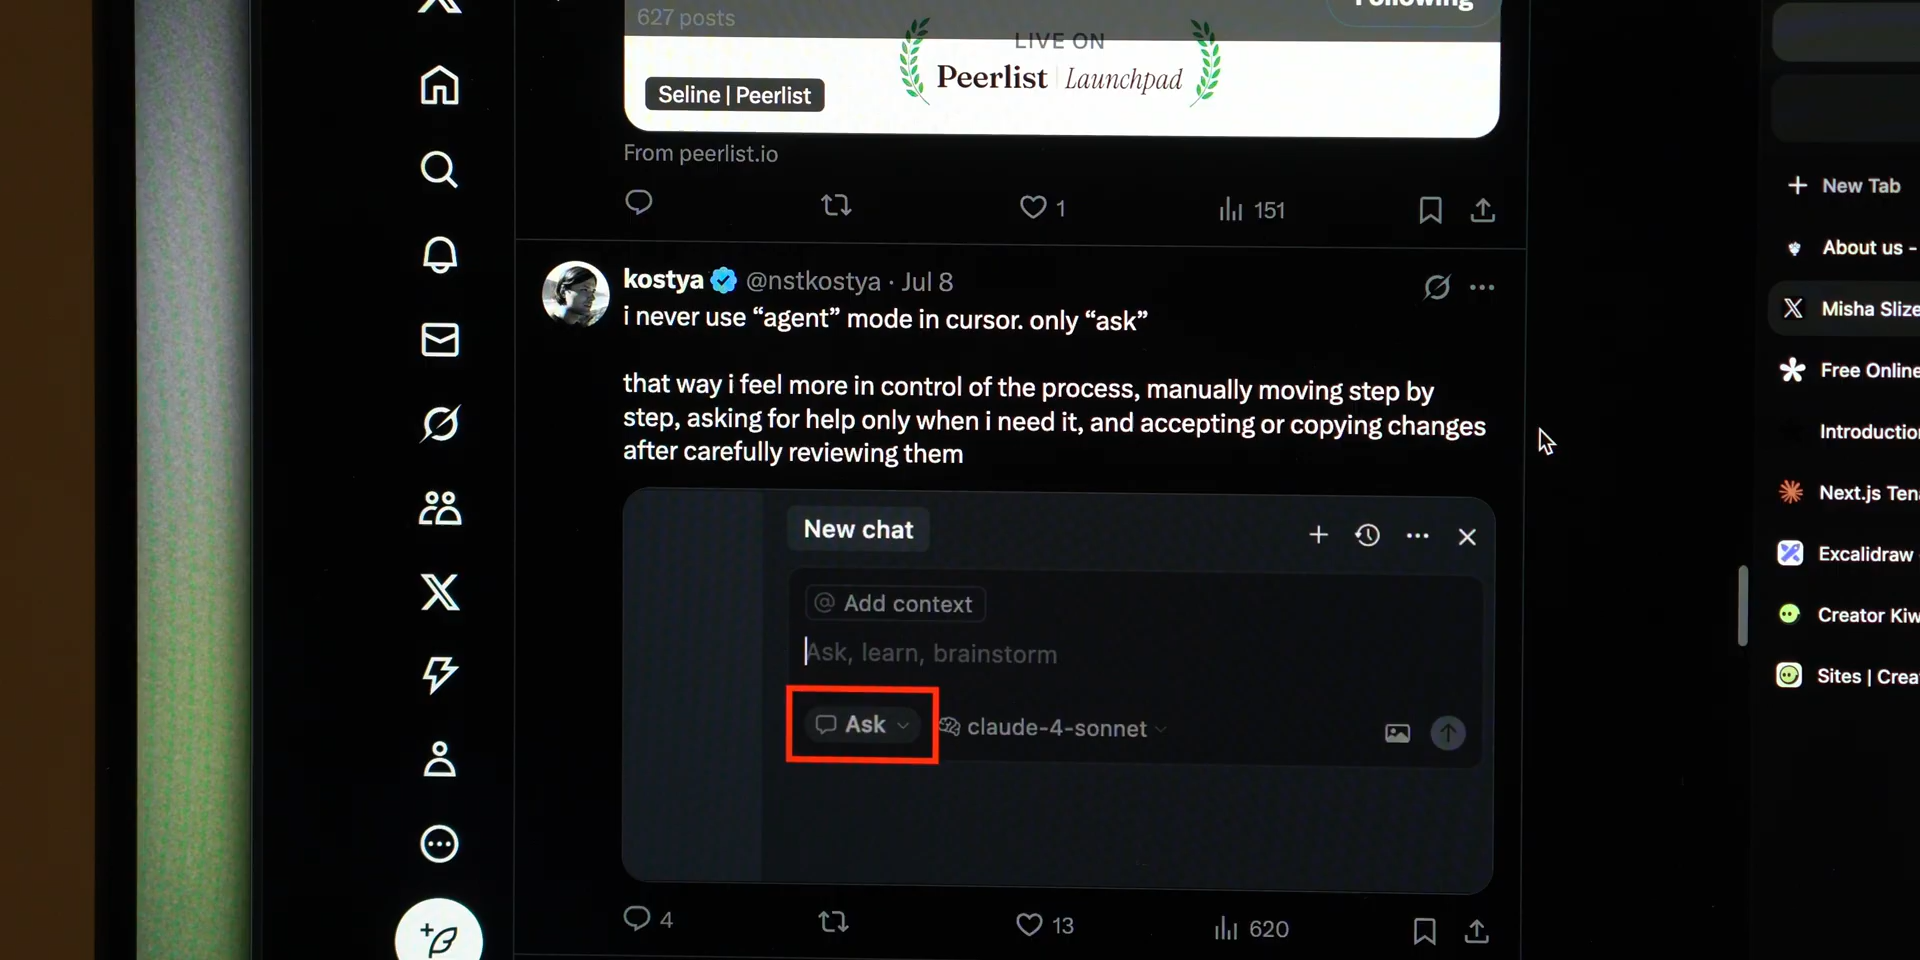 627 posts
Following
LIVE ON
Peerlist | Launchpad
Seline | Peerlist
From peerlist.io
1
151
kostya @nstkostya · Jul 8
i never use “agent” mode in cursor. only “ask”
that way i feel more in control of the process, manually moving step by
step, asking for help only when i need it, and accepting or copying changes
after carefully reviewing them
New chat
@ Add context
Ask, learn, brainstorm
Ask
claude-4-sonnet
4
13
620
New Tab
About us -
Misha Slize
Free Online
Introduction
Next.js Ten
Excalidraw
Creator Kiw
Sites | Crea